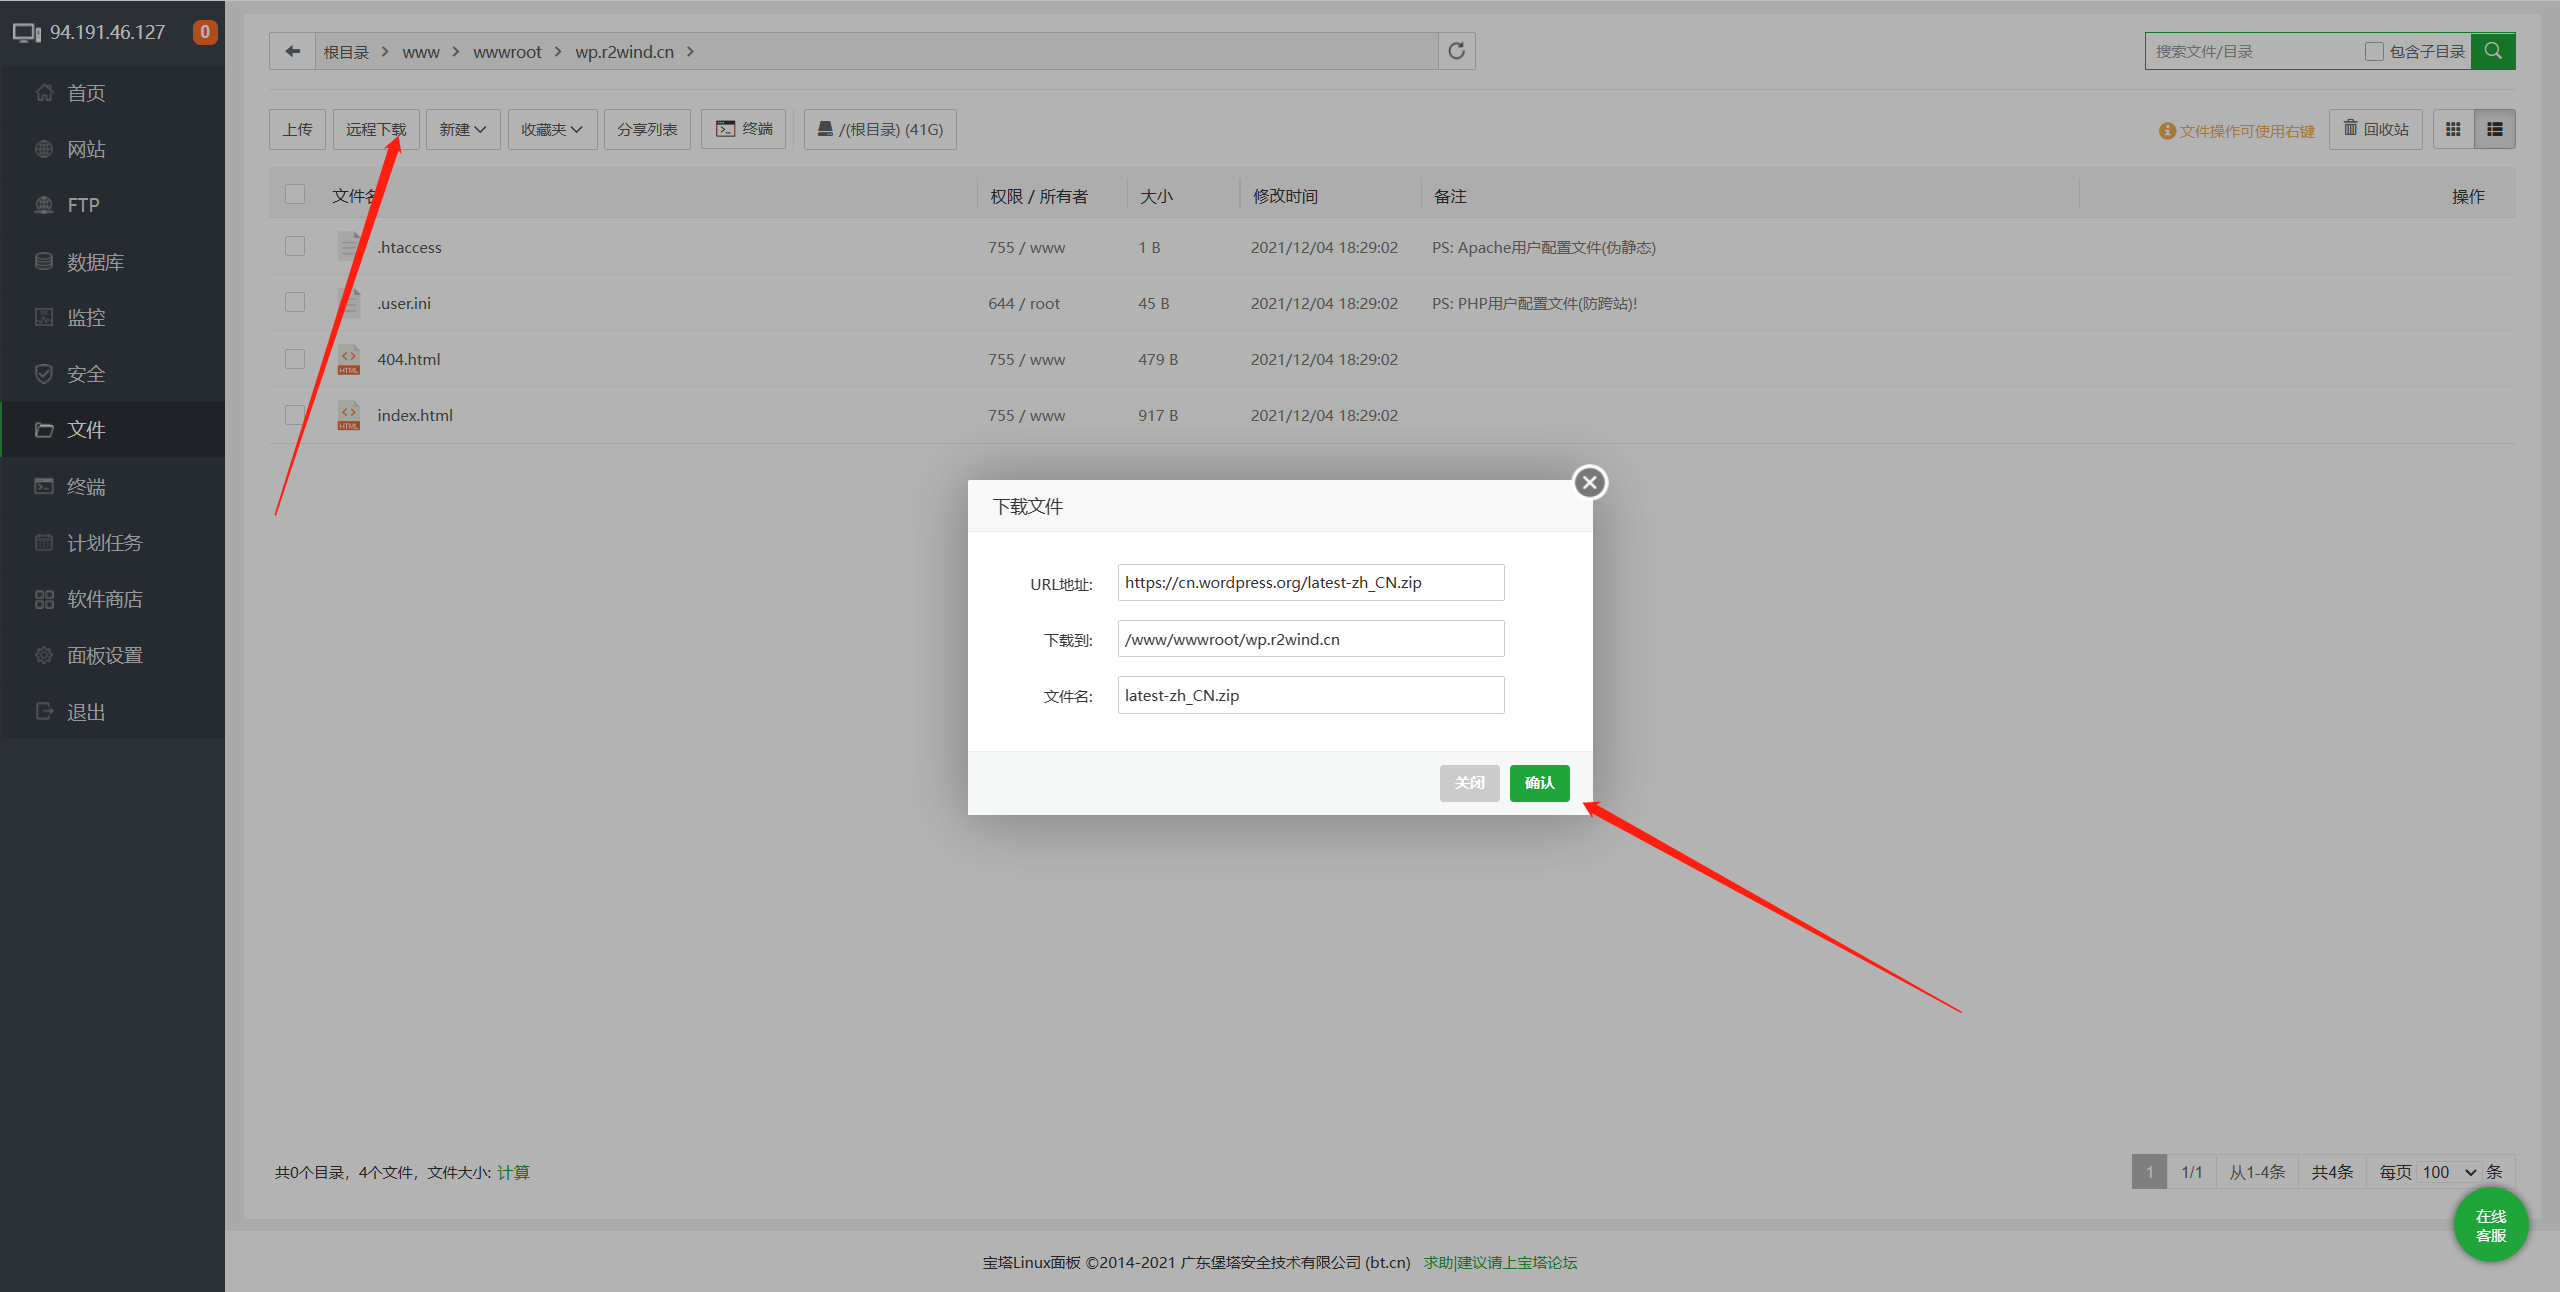 94.191.46.127 0
首页
网站
FTP
数据库
监控
安全
文件
终端
计划任务
软件商店
面板设置
退出
根目录 www wwwroot wp.r2wind.cn
搜索文件/目录 包含子目录
上传 远程下载 新建 收藏夹 分享列表 终端 /(根目录) (41G) 文件操作可使用右键 回收站
文件名 权限 / 所有者 大小 修改时间 备注 操作
.htaccess 755 / www 1 B 2021/12/04 18:29:02 PS: Apache用户配置文件(伪静态)
.user.ini 644 / root 45 B 2021/12/04 18:29:02 PS: PHP用户配置文件(防跨站)!
HTML 404.html 755 / www 479 B 2021/12/04 18:29:02
HTML index.html 755 / www 917 B 2021/12/04 18:29:02
下载文件
URL地址: https://cn.wordpress.org/latest-zh_CN.zip
下载到: /www/wwwroot/wp.r2wind.cn
文件名: latest-zh_CN.zip
关闭 确认
共0个目录，4个文件，文件大小: 计算
1 1/1 从1-4条 共4条 每页 100 条
在线
客服
宝塔Linux面板 ©2014-2021 广东堡塔安全技术有限公司 (bt.cn) 求助|建议请上宝塔论坛